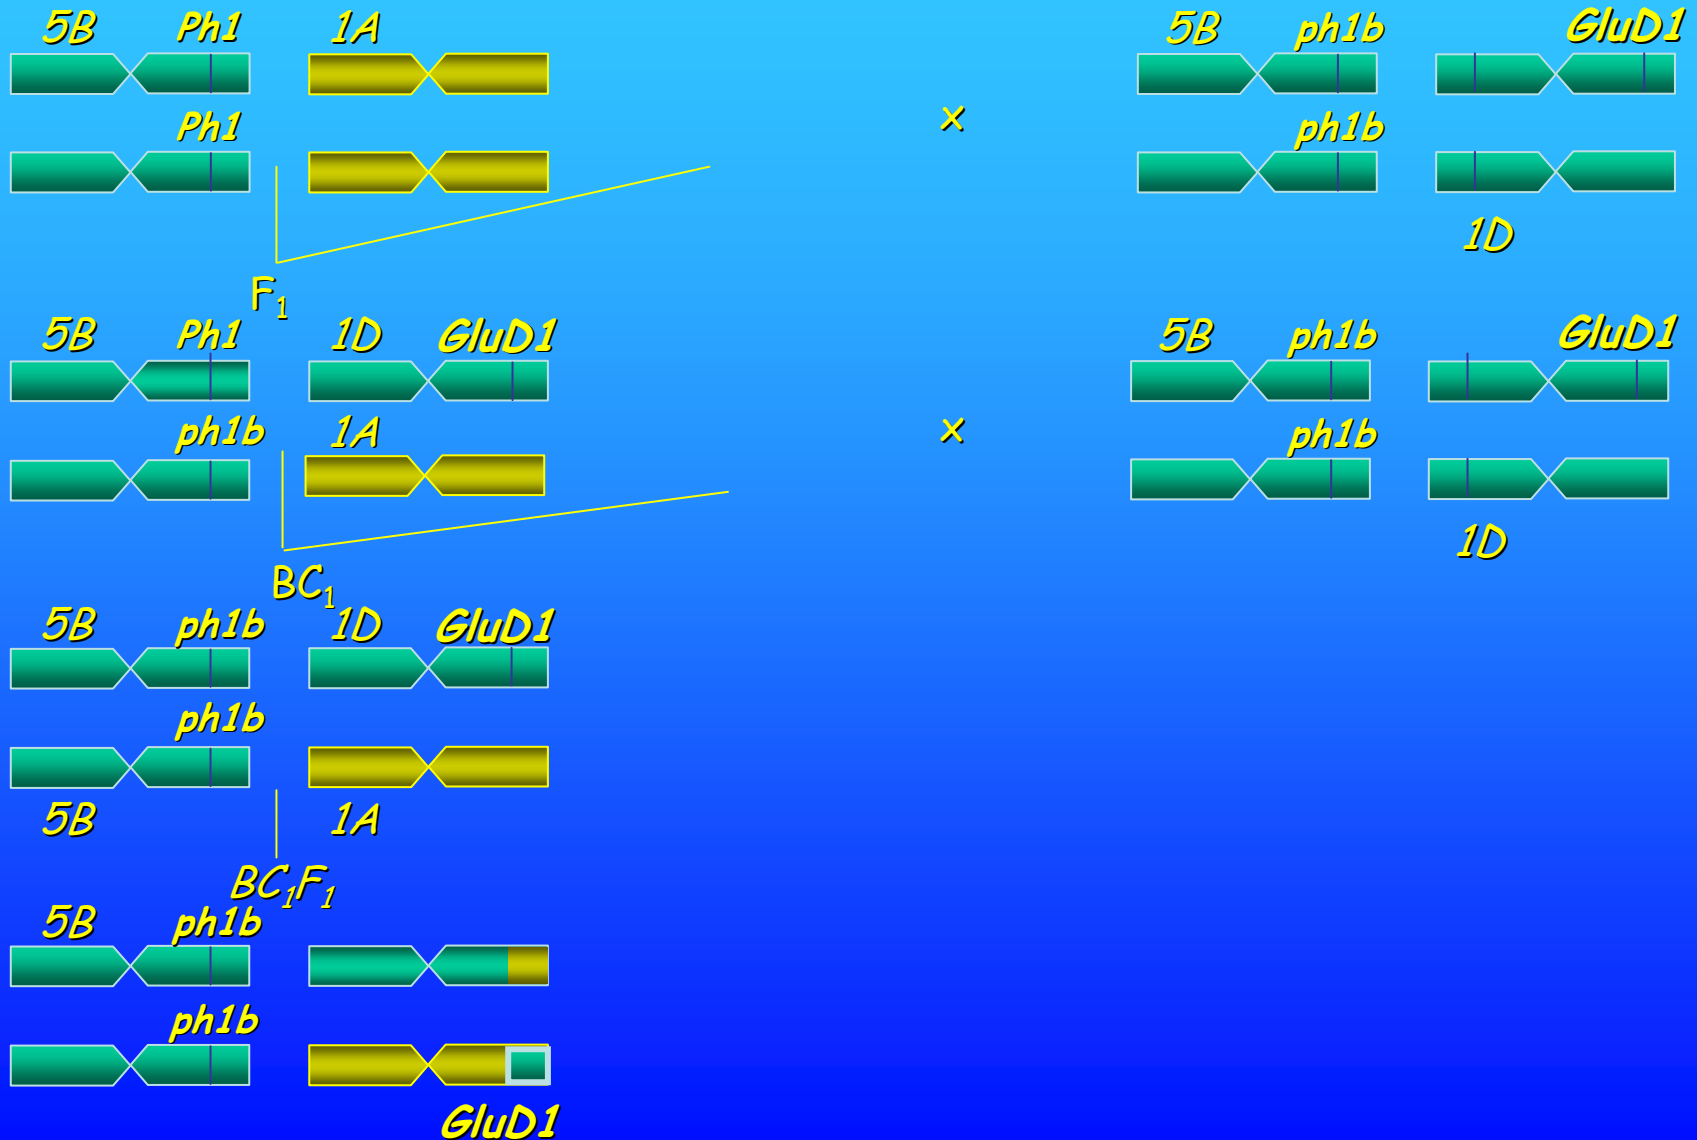 5B Ph1 1A 5B ph1b GluD1
Ph1 x ph1b
1D
F1
5B Ph1 1D GluD1 5B ph1b GluD1
ph1b 1A x ph1b
1D
BC1
5B ph1b 1D GluD1
ph1b
5B 1A
BC1F1
5B ph1b
ph1b
GluD1